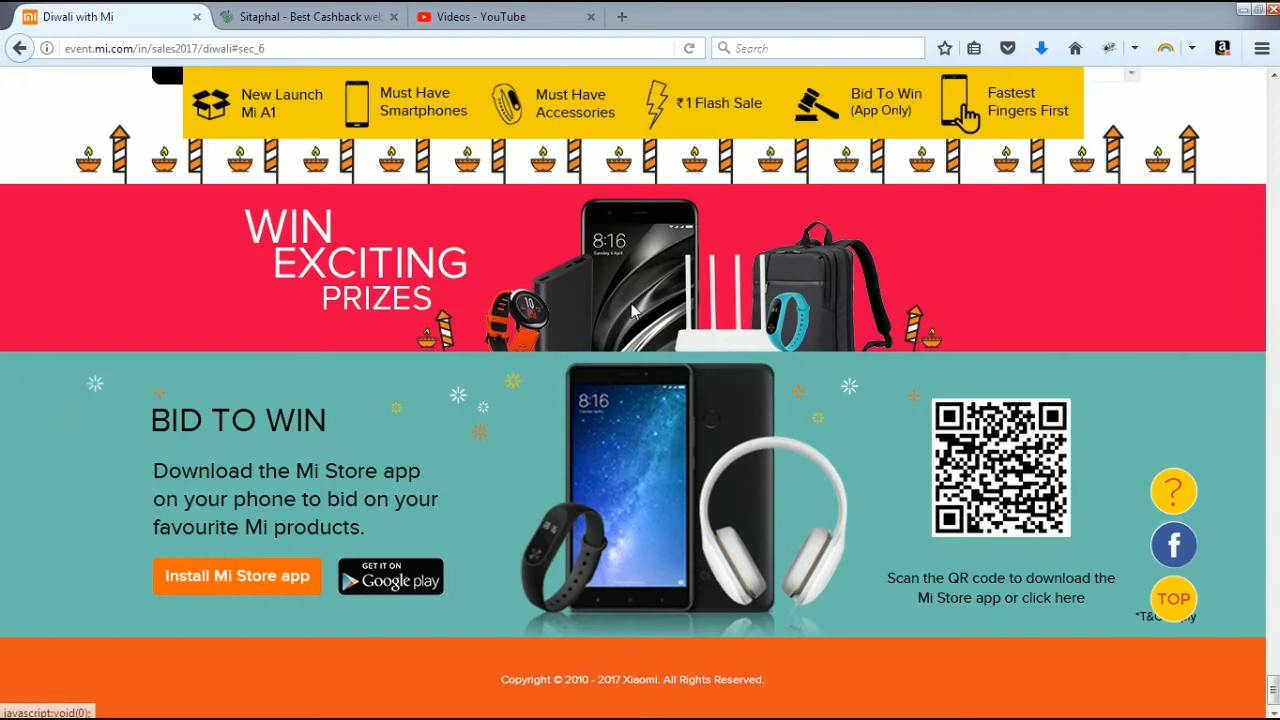 Diwali with Mi
Sitaphal - Best Cashback we
Videos - YouTube
event.mi.com/in/sales2017/diwali#sec_6
Search
New Launch
Mi A1
Must Have
Smartphones
Must Have
Accessories
₹1 Flash Sale
Bid To Win
(App Only)
Fastest
Fingers First
WIN
EXCITING
PRIZES
8:16
Tuesday, 6 April
BID TO WIN
Download the Mi Store app
on your phone to bid on your
favourite Mi products.
Install Mi Store app
GET IT ON
Google play
8:16
Scan the QR code to download the
Mi Store app or click here
?
f
TOP
Copyright © 2010 - 2017 Xiaomi. All Rights Reserved.
javascript:void(0);